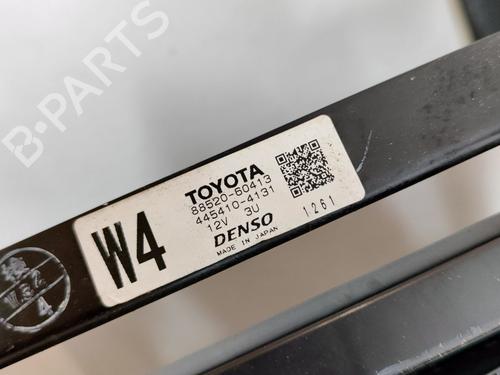 B-PARTS
TOYOTA
88520-60413
445410-4131
12V 3U
DENSO
MADE IN JAPAN
1261
W4